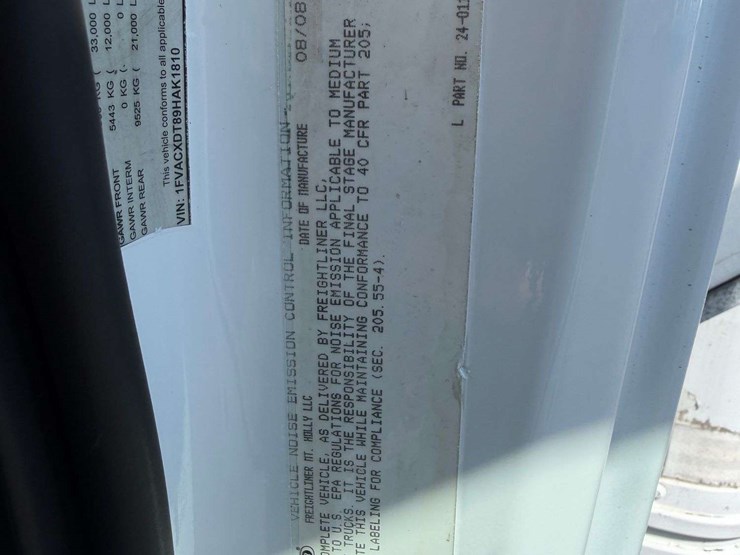 33,000 L
GAWR FRONT 5443 KG ( 12,000 L
GAWR INTERM 0 KG ( 0 L
GAWR REAR 9525 KG ( 21,000 L
This vehicle conforms to all applicable
VIN: 1FVACXDT89HAK1810
VEHICLE NOISE EMISSION CONTROL INFORMATION
FREIGHTLINER MT. HOLLY LLC DATE OF MANUFACTURE 08/08
MPLETE VEHICLE, AS DELIVERED BY FREIGHTLINER LLC,
TO U.S. EPA REGULATIONS FOR NOISE EMISSION APPLICABLE TO MEDIUM
TRUCKS. IT IS THE RESPONSIBILITY OF THE FINAL STAGE MANUFACTURER
TE THIS VEHICLE WHILE MAINTAINING CONFORMANCE TO 40 CFR PART 205;
LABELING FOR COMPLIANCE (SEC. 205.55-4).
L PART NO. 24-011